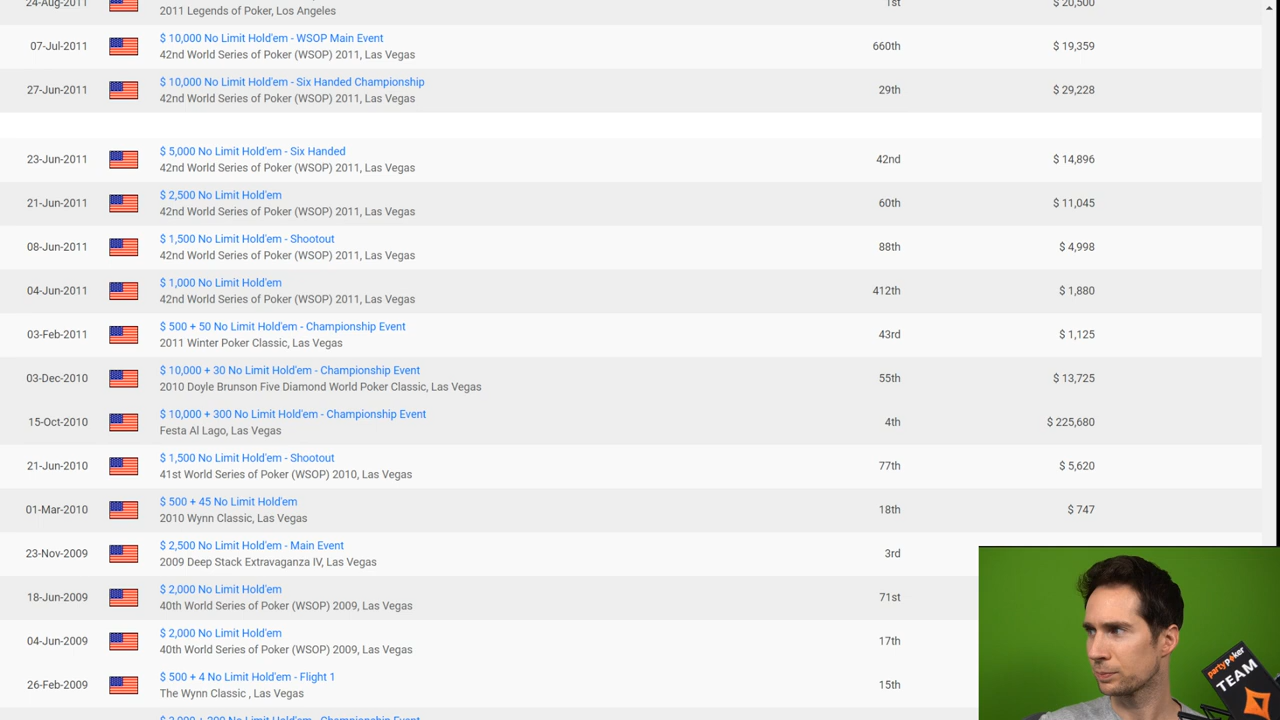 24-Aug-2011
2011 Legends of Poker, Los Angeles
1st
$ 20,500
07-Jul-2011
$ 10,000 No Limit Hold'em - WSOP Main Event
42nd World Series of Poker (WSOP) 2011, Las Vegas
660th
$ 19,359
27-Jun-2011
$ 10,000 No Limit Hold'em - Six Handed Championship
42nd World Series of Poker (WSOP) 2011, Las Vegas
29th
$ 29,228
23-Jun-2011
$ 5,000 No Limit Hold'em - Six Handed
42nd World Series of Poker (WSOP) 2011, Las Vegas
42nd
$ 14,896
21-Jun-2011
$ 2,500 No Limit Hold'em
42nd World Series of Poker (WSOP) 2011, Las Vegas
60th
$ 11,045
08-Jun-2011
$ 1,500 No Limit Hold'em - Shootout
42nd World Series of Poker (WSOP) 2011, Las Vegas
88th
$ 4,998
04-Jun-2011
$ 1,000 No Limit Hold'em
42nd World Series of Poker (WSOP) 2011, Las Vegas
412th
$ 1,880
03-Feb-2011
$ 500 + 50 No Limit Hold'em - Championship Event
2011 Winter Poker Classic, Las Vegas
43rd
$ 1,125
03-Dec-2010
$ 10,000 + 30 No Limit Hold'em - Championship Event
2010 Doyle Brunson Five Diamond World Poker Classic, Las Vegas
55th
$ 13,725
15-Oct-2010
$ 10,000 + 300 No Limit Hold'em - Championship Event
Festa Al Lago, Las Vegas
4th
$ 225,680
21-Jun-2010
$ 1,500 No Limit Hold'em - Shootout
41st World Series of Poker (WSOP) 2010, Las Vegas
77th
$ 5,620
01-Mar-2010
$ 500 + 45 No Limit Hold'em
2010 Wynn Classic, Las Vegas
18th
$ 747
23-Nov-2009
$ 2,500 No Limit Hold'em - Main Event
2009 Deep Stack Extravaganza IV, Las Vegas
3rd
18-Jun-2009
$ 2,000 No Limit Hold'em
40th World Series of Poker (WSOP) 2009, Las Vegas
71st
04-Jun-2009
$ 2,000 No Limit Hold'em
40th World Series of Poker (WSOP) 2009, Las Vegas
17th
26-Feb-2009
$ 500 + 4 No Limit Hold'em - Flight 1
The Wynn Classic , Las Vegas
15th
partypoker
TEAM